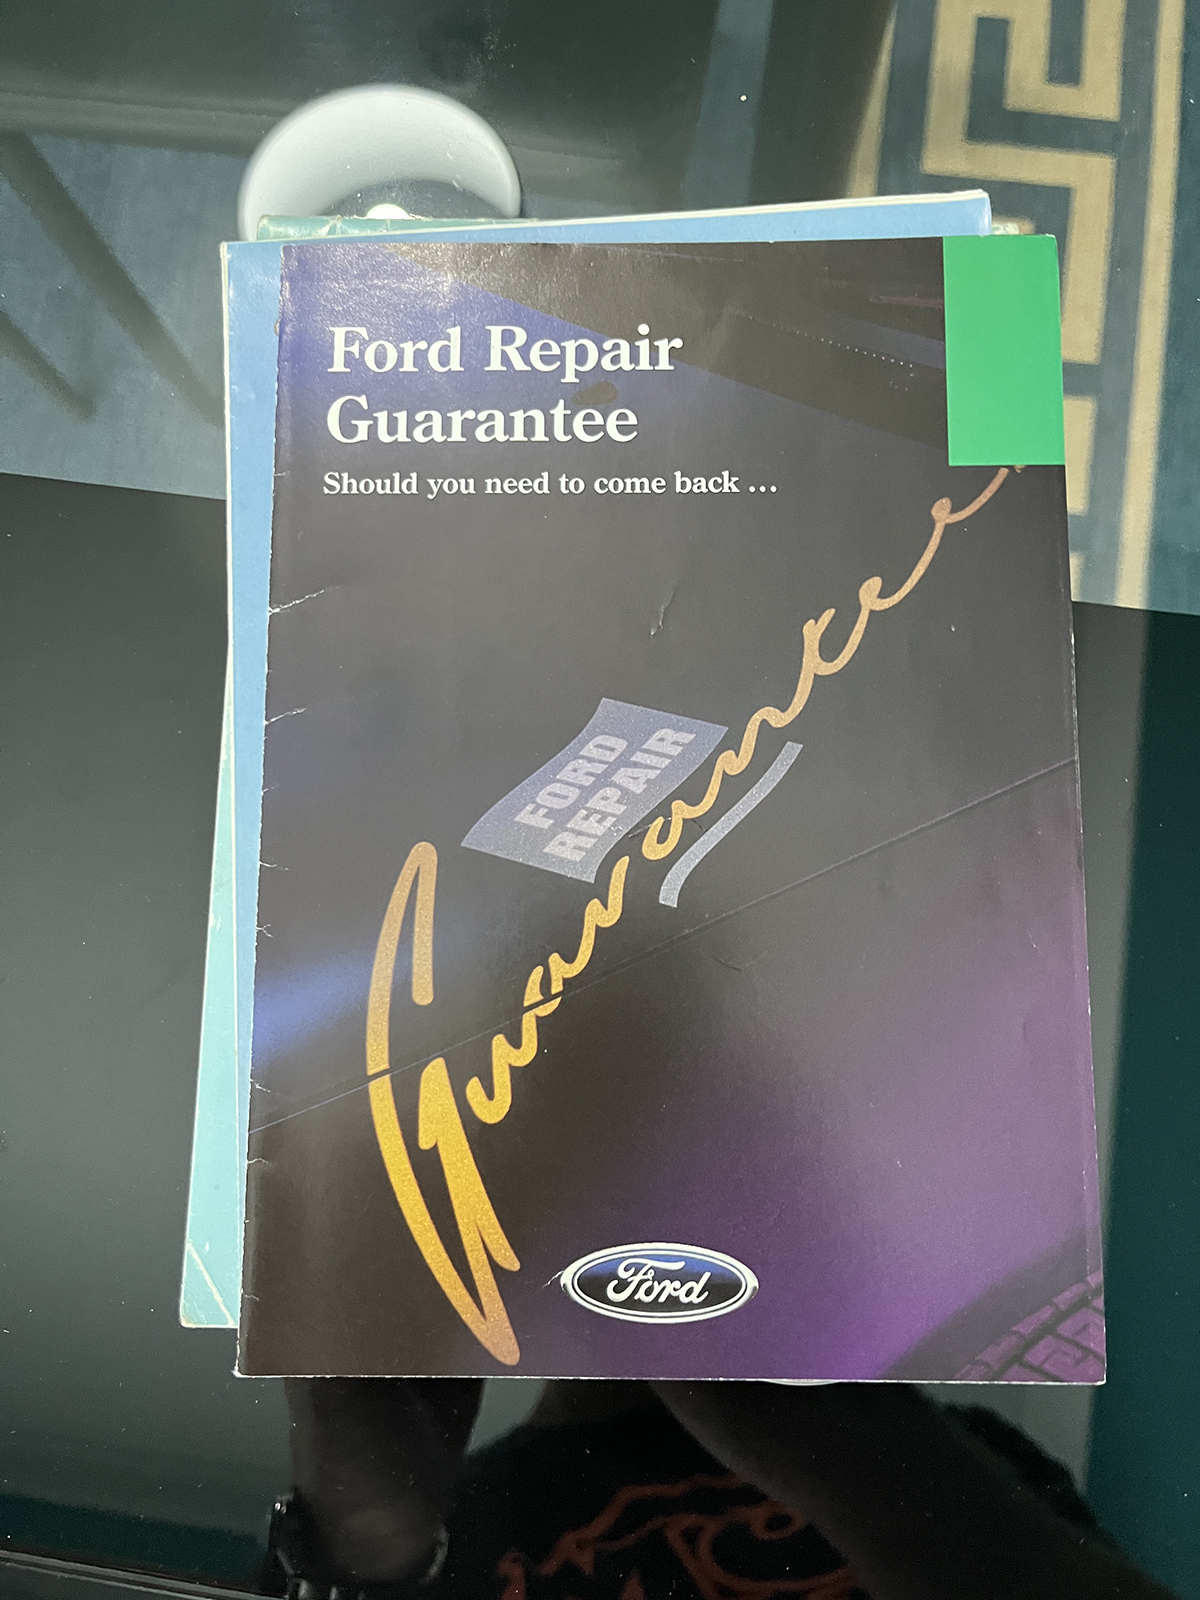 Ford Repair
Guarantee
Should you need to come back ...
FORD
REPAIR
Guarantee
Ford